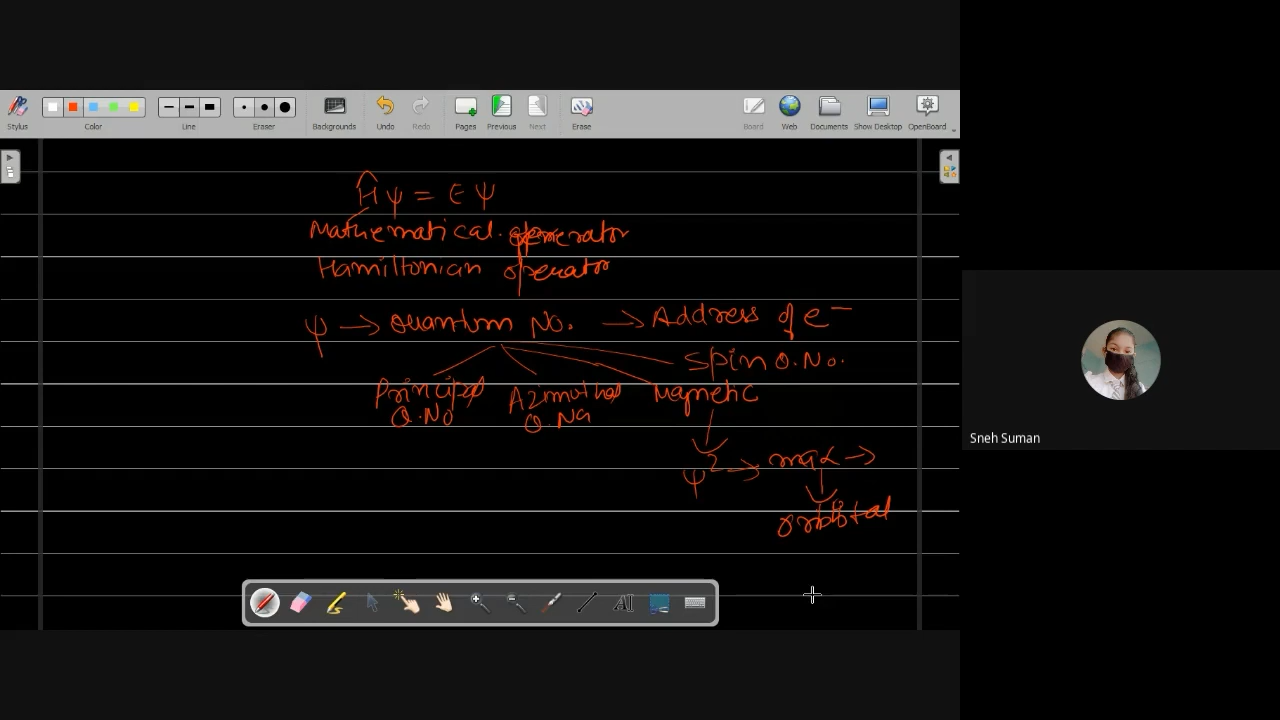 Stylus Color Line Eraser Backgrounds Undo Redo Pages Previous Next Erase Board Web Documents Show Desktop OpenBoard
Ĥψ = Eψ
Mathematical operator
Hamiltonian operator
ψ → Quantum No. → Address of e⁻
Spin Q.No.
Principal Azimuthal Magnetic
Q.No Q.No
ψ² → max →
orbital
AI
Sneh Suman